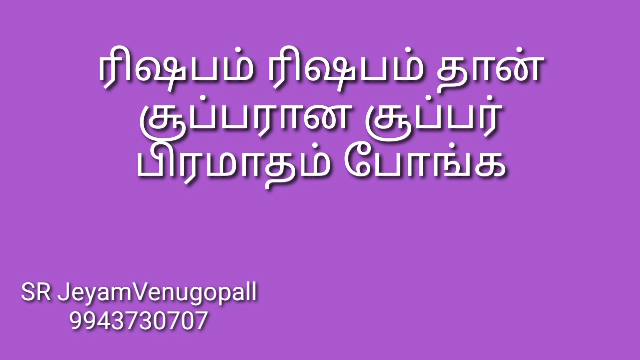 ரிஷபம் ரிஷபம் தான்
சூப்பரான சூப்பர்
பிரமாதம் போங்க
SR JeyamVenugopall
9943730707